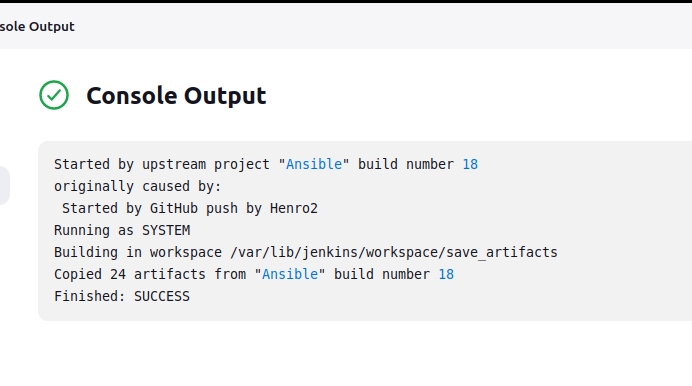 sole Output
Console Output
Started by upstream project "Ansible" build number 18
originally caused by:
Started by GitHub push by Henro2
Running as SYSTEM
Building in workspace /var/lib/jenkins/workspace/save_artifacts
Copied 24 artifacts from "Ansible" build number 18
Finished: SUCCESS